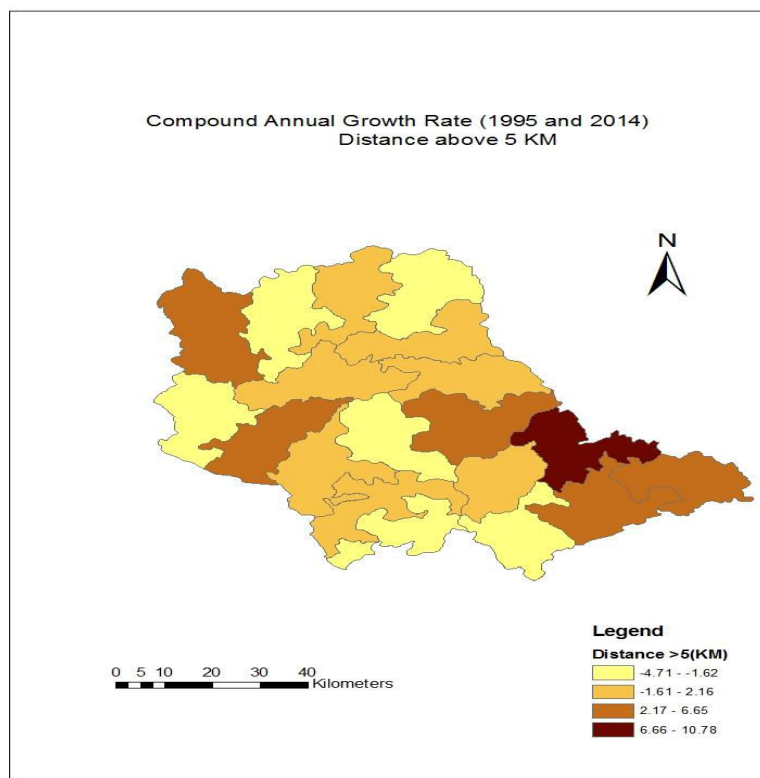 Compound Annual Growth Rate (1995 and 2014)
Distance above 5 KM
N
0 5 10 20 30 40
Kilometers
Legend
Distance >5(KM)
-4.71 - -1.62
-1.61 - 2.16
2.17 - 6.65
6.66 - 10.78